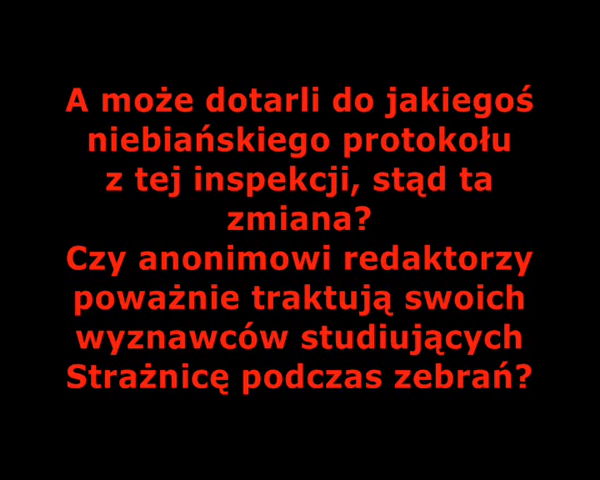 A może dotarli do jakiegoś
niebiańskiego protokołu
z tej inspekcji, stąd ta
zmiana?
Czy anonimowi redaktorzy
poważnie traktują swoich
wyznawców studiujących
Strażnicę podczas zebrań?